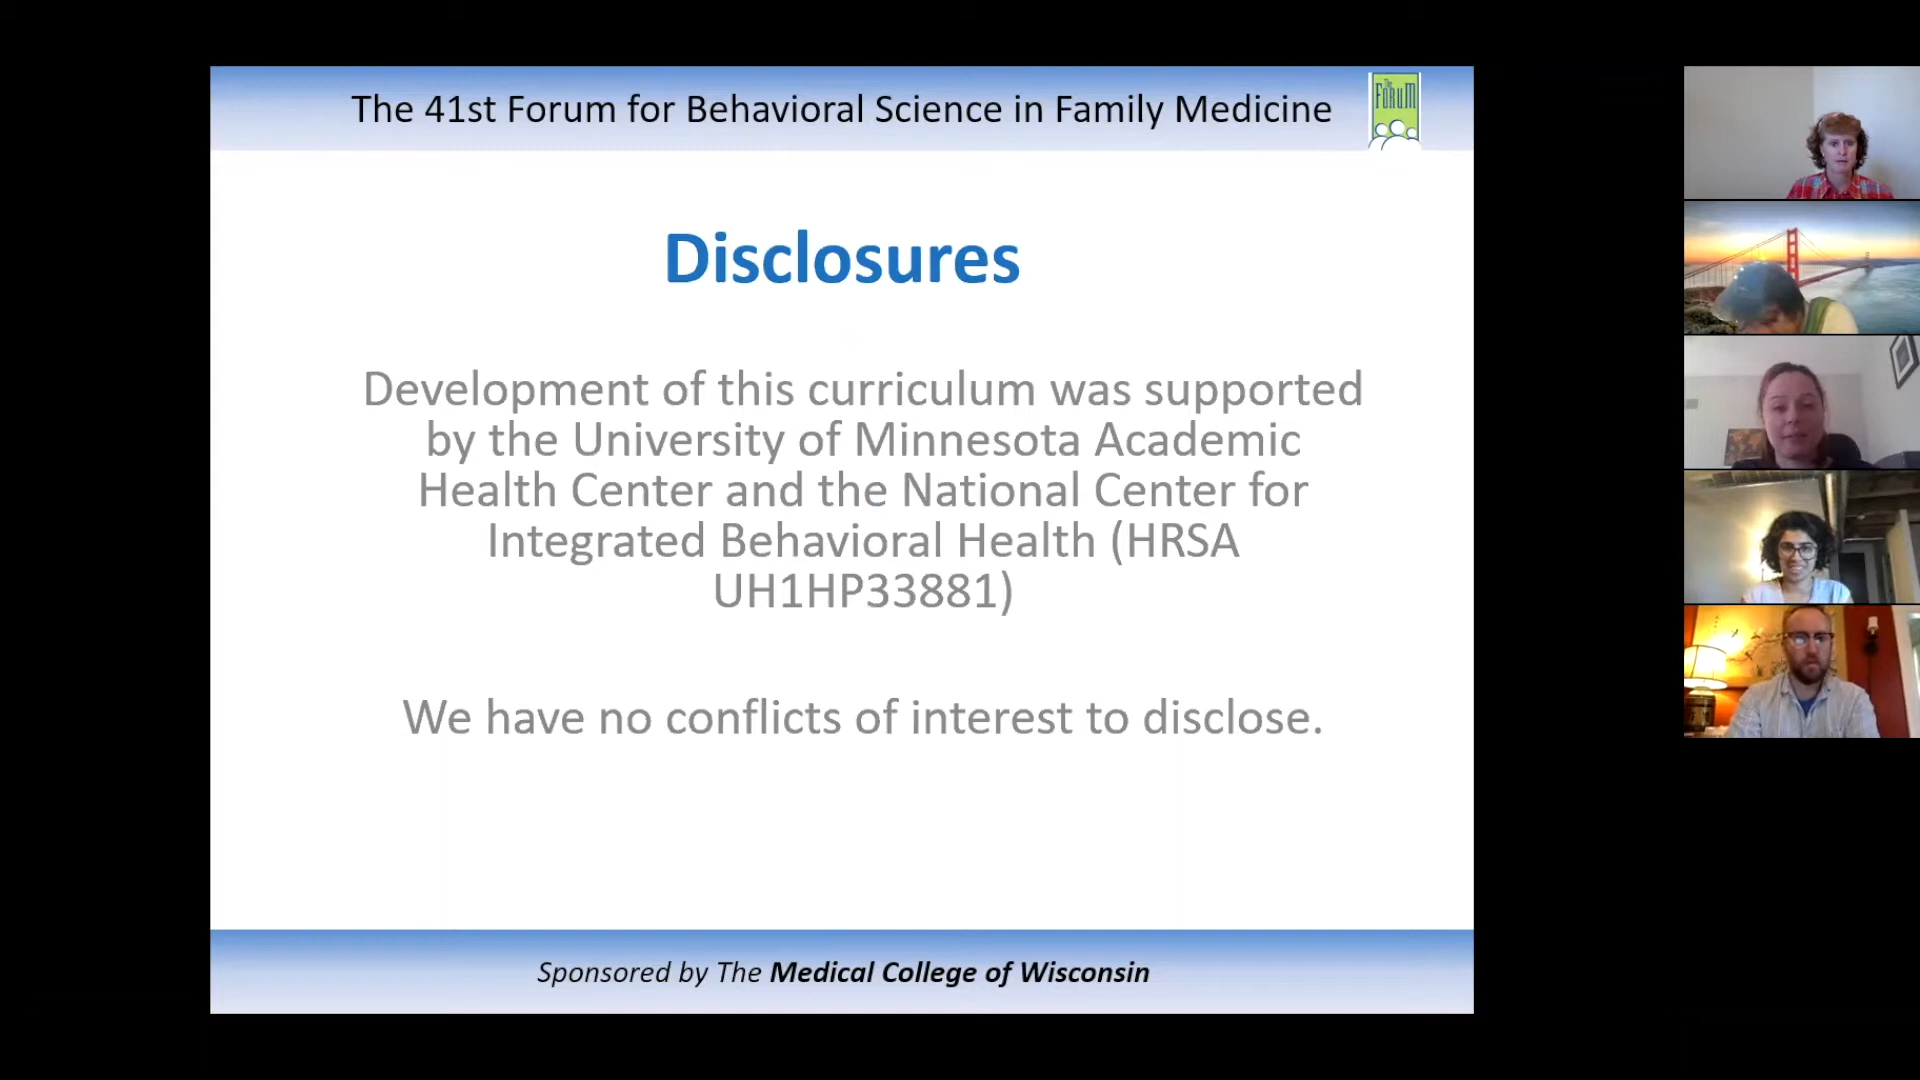 The 41st Forum for Behavioral Science in Family Medicine
The
FORUM
Disclosures
Development of this curriculum was supported
by the University of Minnesota Academic
Health Center and the National Center for
Integrated Behavioral Health (HRSA
UH1HP33881)
We have no conflicts of interest to disclose.
Sponsored by The Medical College of Wisconsin